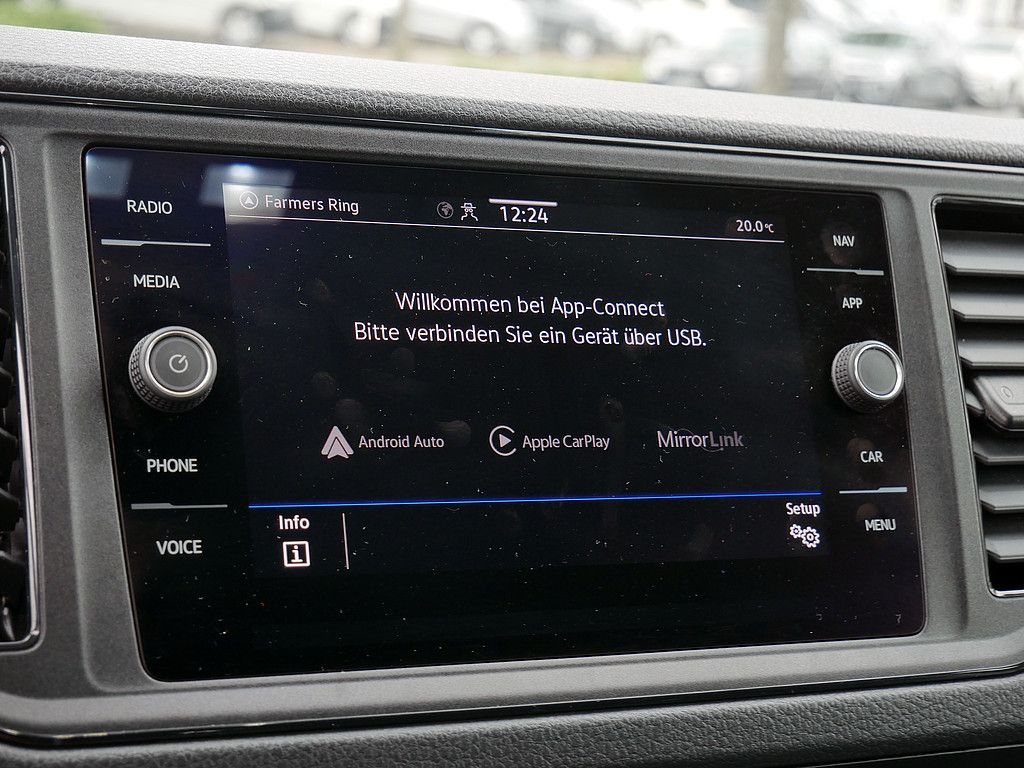 RADIO
MEDIA
PHONE
VOICE
Farmers Ring
12:24
20.0°C
Willkommen bei App-Connect
Bitte verbinden Sie ein Gerät über USB.
Android Auto
Apple CarPlay
MirrorLink
Info
i
Setup
NAV
APP
CAR
MENU